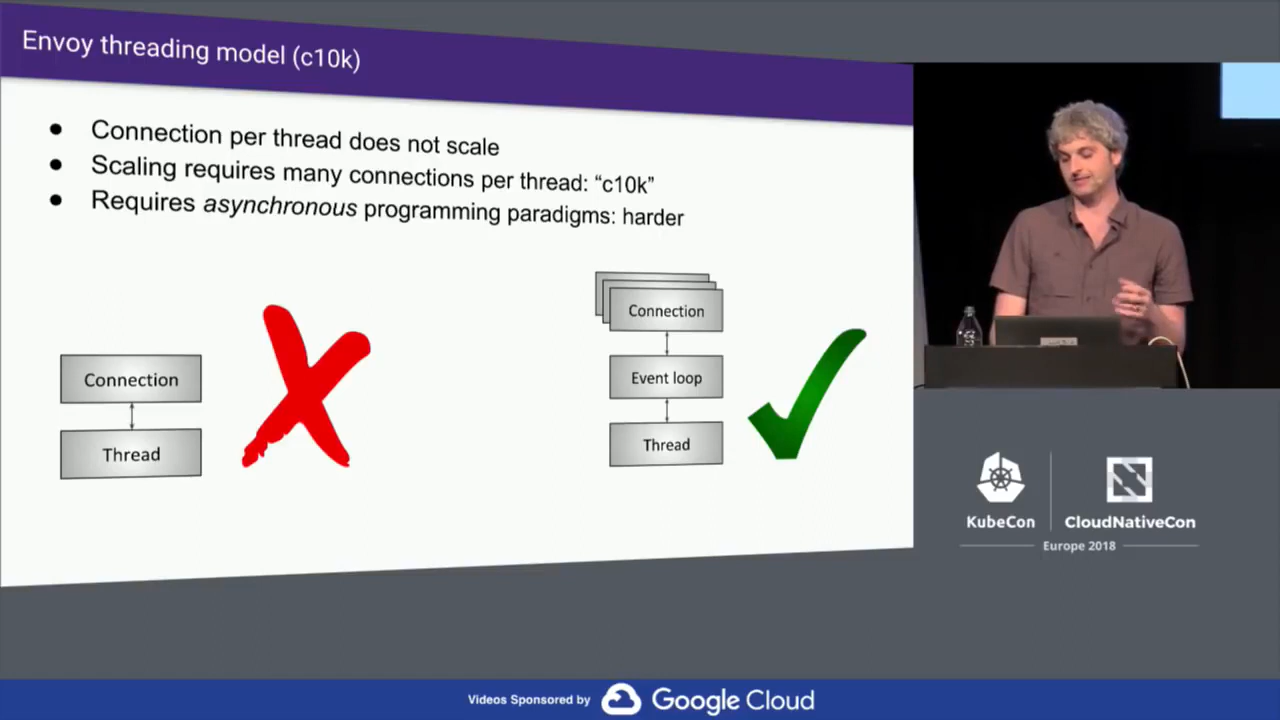 Envoy threading model (c10k)
● Connection per thread does not scale
● Scaling requires many connections per thread: “c10k”
● Requires asynchronous programming paradigms: harder
Connection
Thread
Connection
Event loop
Thread
KubeCon
CloudNativeCon
Europe 2018
Videos Sponsored by Google Cloud